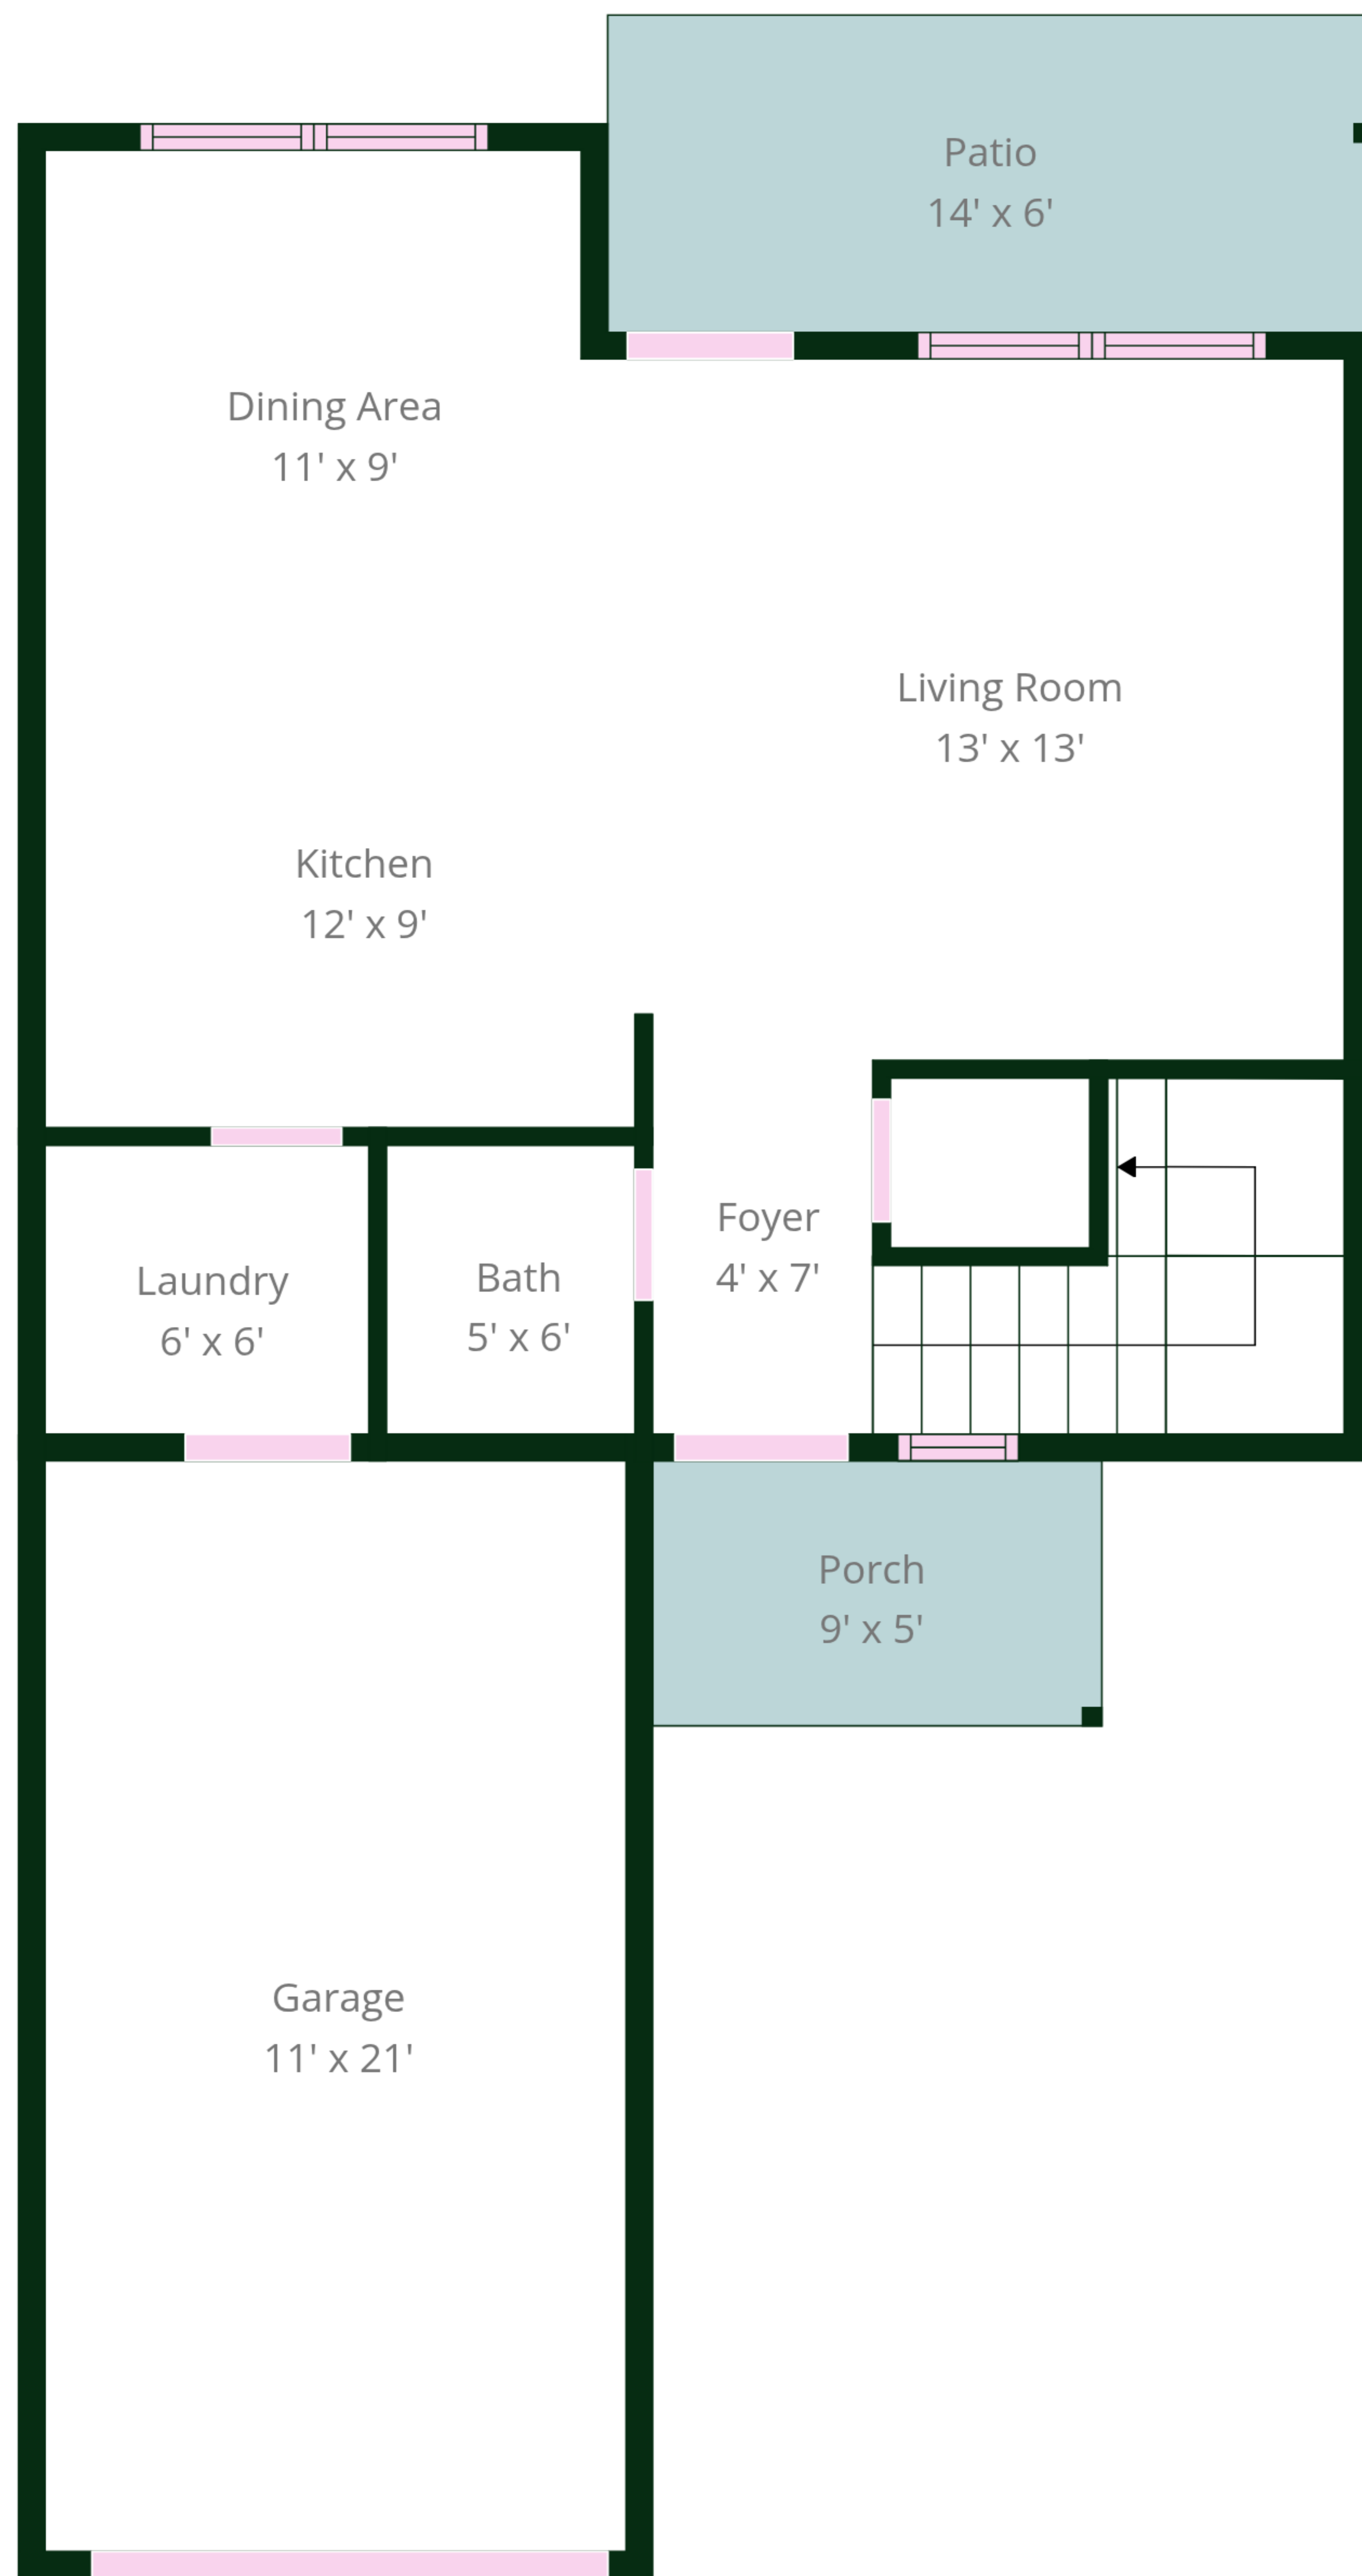 Patio
14' x 6'
Dining Area
11' x 9'
Living Room
13' x 13'
Kitchen
12' x 9'
Foyer
4' x 7'
Laundry
6' x 6'
Bath
5' x 6'
Porch
9' x 5'
Garage
11' x 21'